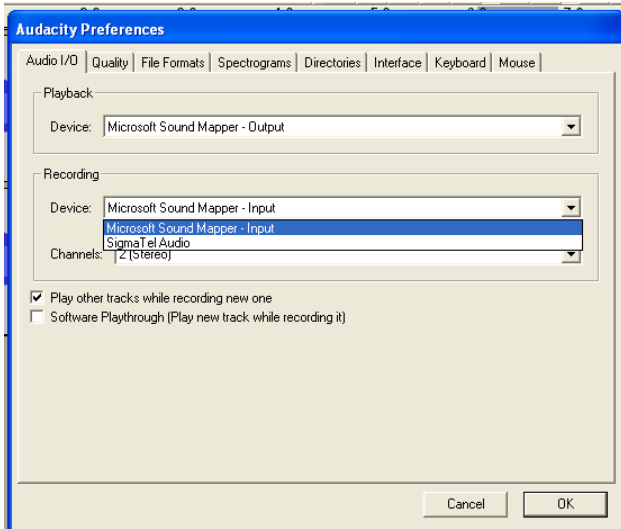 Audacity Preferences
Audio I/O Quality File Formats Spectrograms Directories Interface Keyboard Mouse
Playback
Device: Microsoft Sound Mapper - Output
Recording
Device: Microsoft Sound Mapper - Input
Microsoft Sound Mapper - Input
SigmaTel Audio
Channels: 2 (Stereo)
Play other tracks while recording new one
Software Playthrough (Play new track while recording it)
Cancel OK